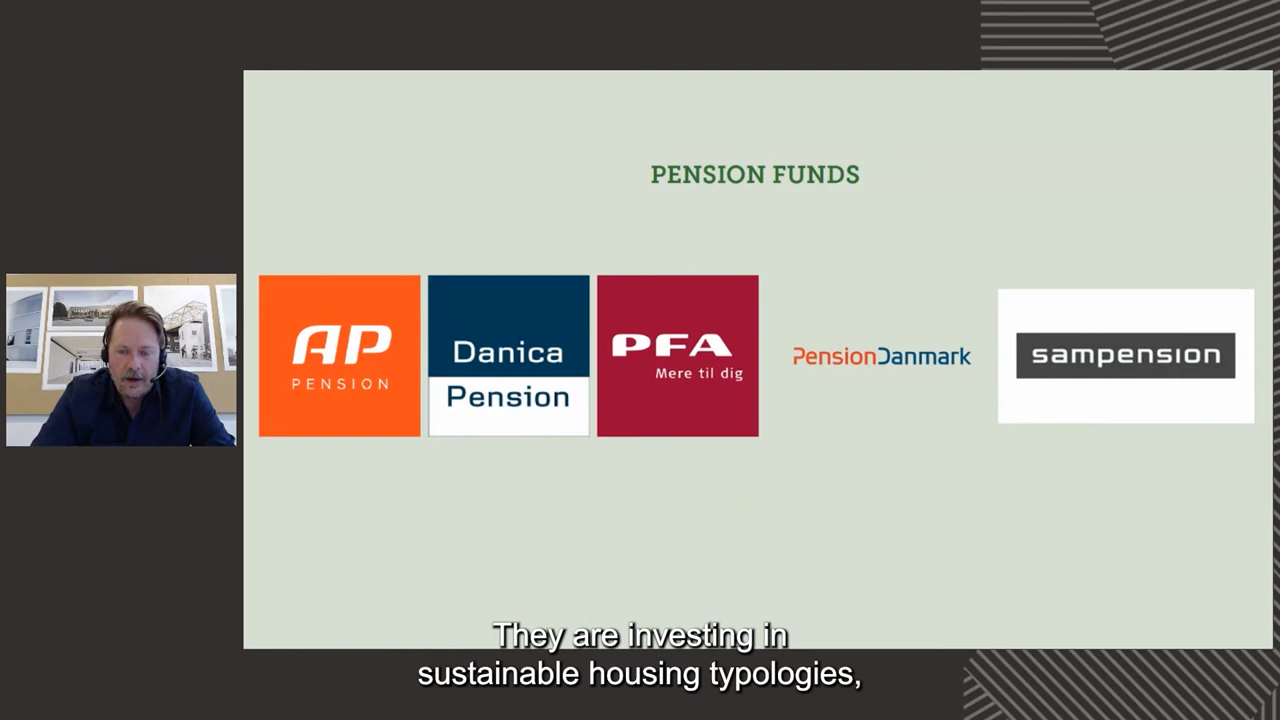 PENSION FUNDS
AP
PENSION
Danica
Pension
PFA
Mere til dig
PensionDanmark
sampension
They are investing in
sustainable housing typologies,